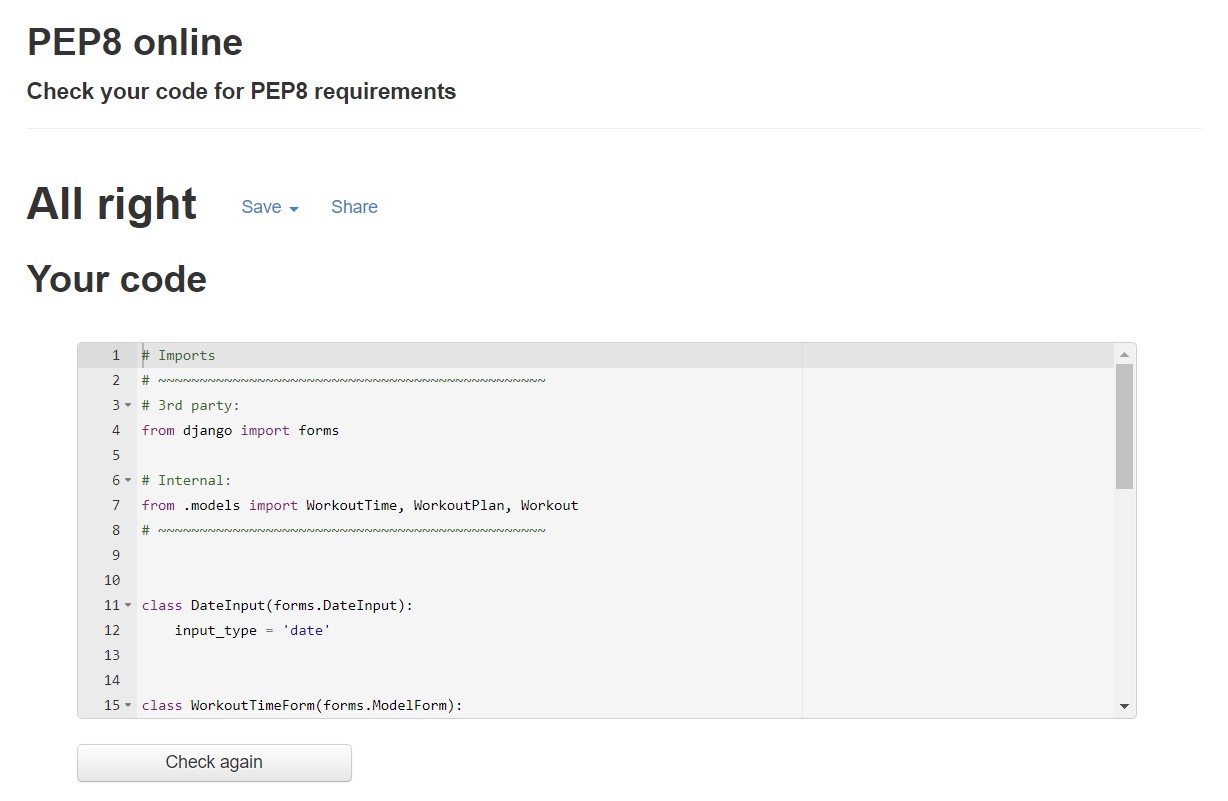 PEP8 online
Check your code for PEP8 requirements
All right Save Share
Your code
1 # Imports
2 # ~~~~~~~~~~~~~~~~~~~~~~~~~~~~~~~~~~~~~~~~~~~~~~~
3 # 3rd party:
4 from django import forms
5
6 # Internal:
7 from .models import WorkoutTime, WorkoutPlan, Workout
8 # ~~~~~~~~~~~~~~~~~~~~~~~~~~~~~~~~~~~~~~~~~~~~~~~
9
10
11 class DateInput(forms.DateInput):
12     input_type = 'date'
13
14
15 class WorkoutTimeForm(forms.ModelForm):
Check again